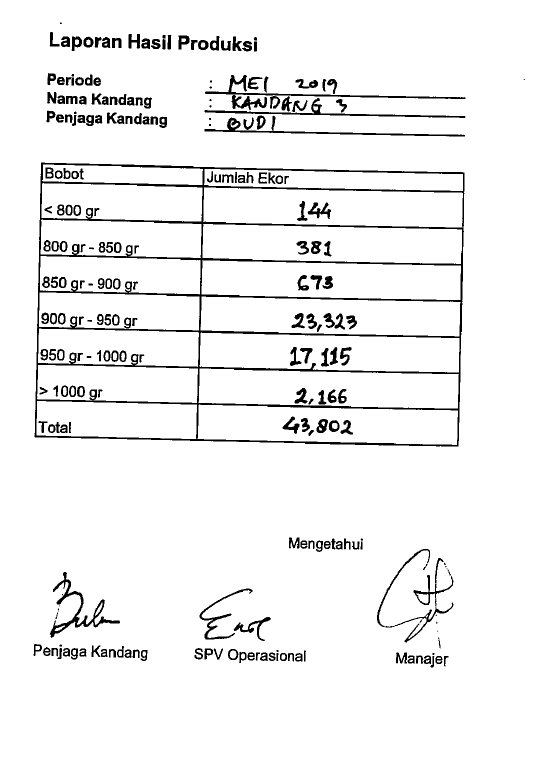 Laporan Hasil Produksi
Periode : MEI 2019
Nama Kandang : KANDANG 3
Penjaga Kandang : BUDI
Bobot Jumlah Ekor
< 800 gr 144
800 gr - 850 gr 381
850 gr - 900 gr 673
900 gr - 950 gr 23,323
950 gr - 1000 gr 17,115
> 1000 gr 2,166
Total 43,802
Mengetahui
Penjaga Kandang SPV Operasional Manajer